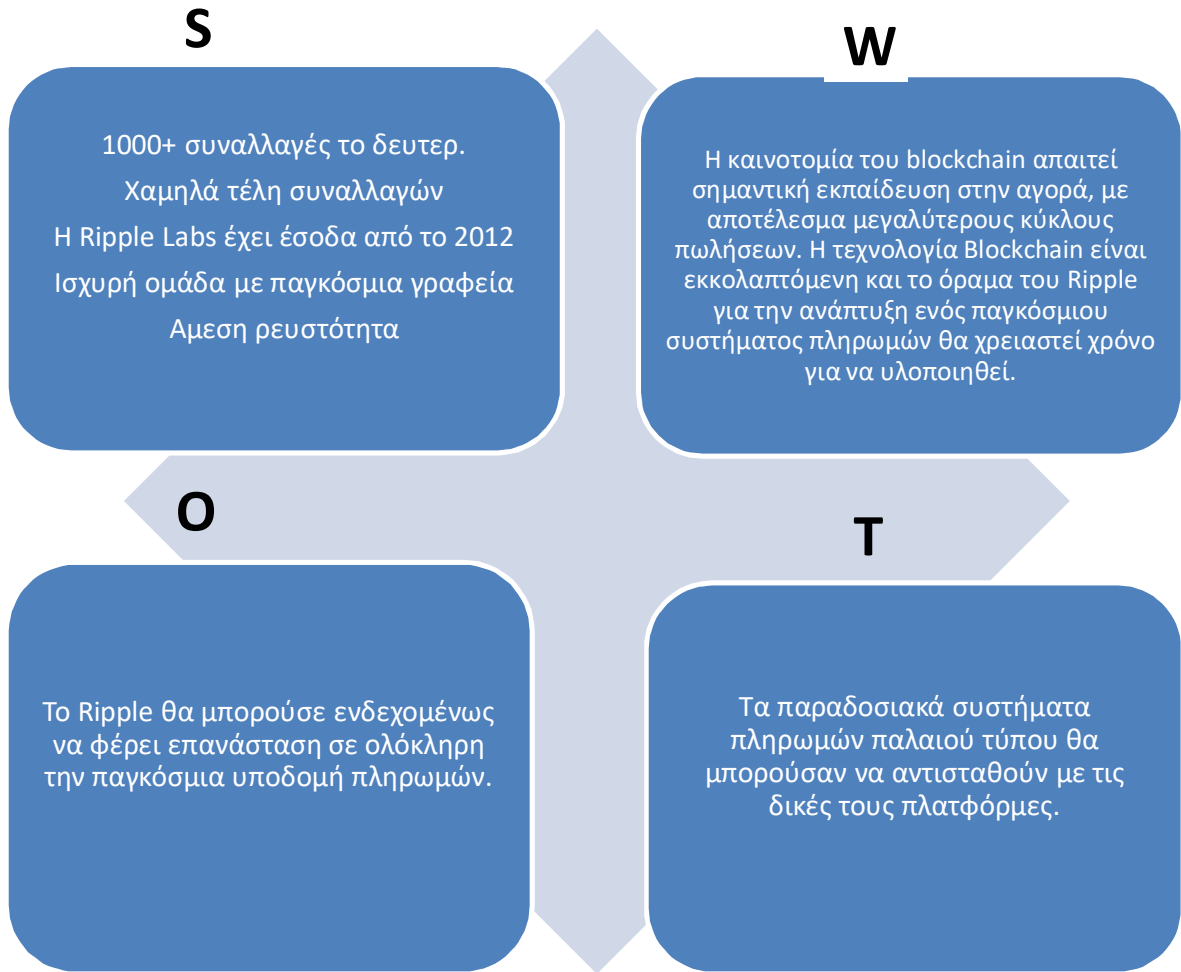 S
1000+ συναλλαγές το δευτερ.
Χαμηλά τέλη συναλλαγών
Η Ripple Labs έχει έσοδα από το 2012
Ισχυρή ομάδα με παγκόσμια γραφεία
Αμεση ρευστότητα
W
Η καινοτομία του blockchain απαιτεί
σημαντική εκπαίδευση στην αγορά, με
αποτέλεσμα μεγαλύτερους κύκλους
πωλήσεων. Η τεχνολογία Blockchain είναι
εκκολαπτόμενη και το όραμα του Ripple
για την ανάπτυξη ενός παγκόσμιου
συστήματος πληρωμών θα χρειαστεί χρόνο
για να υλοποιηθεί.
O
Το Ripple θα μπορούσε ενδεχομένως
να φέρει επανάσταση σε ολόκληρη
την παγκόσμια υποδομή πληρωμών.
T
Τα παραδοσιακά συστήματα
πληρωμών παλαιού τύπου θα
μπορούσαν να αντισταθούν με τις
δικές τους πλατφόρμες.